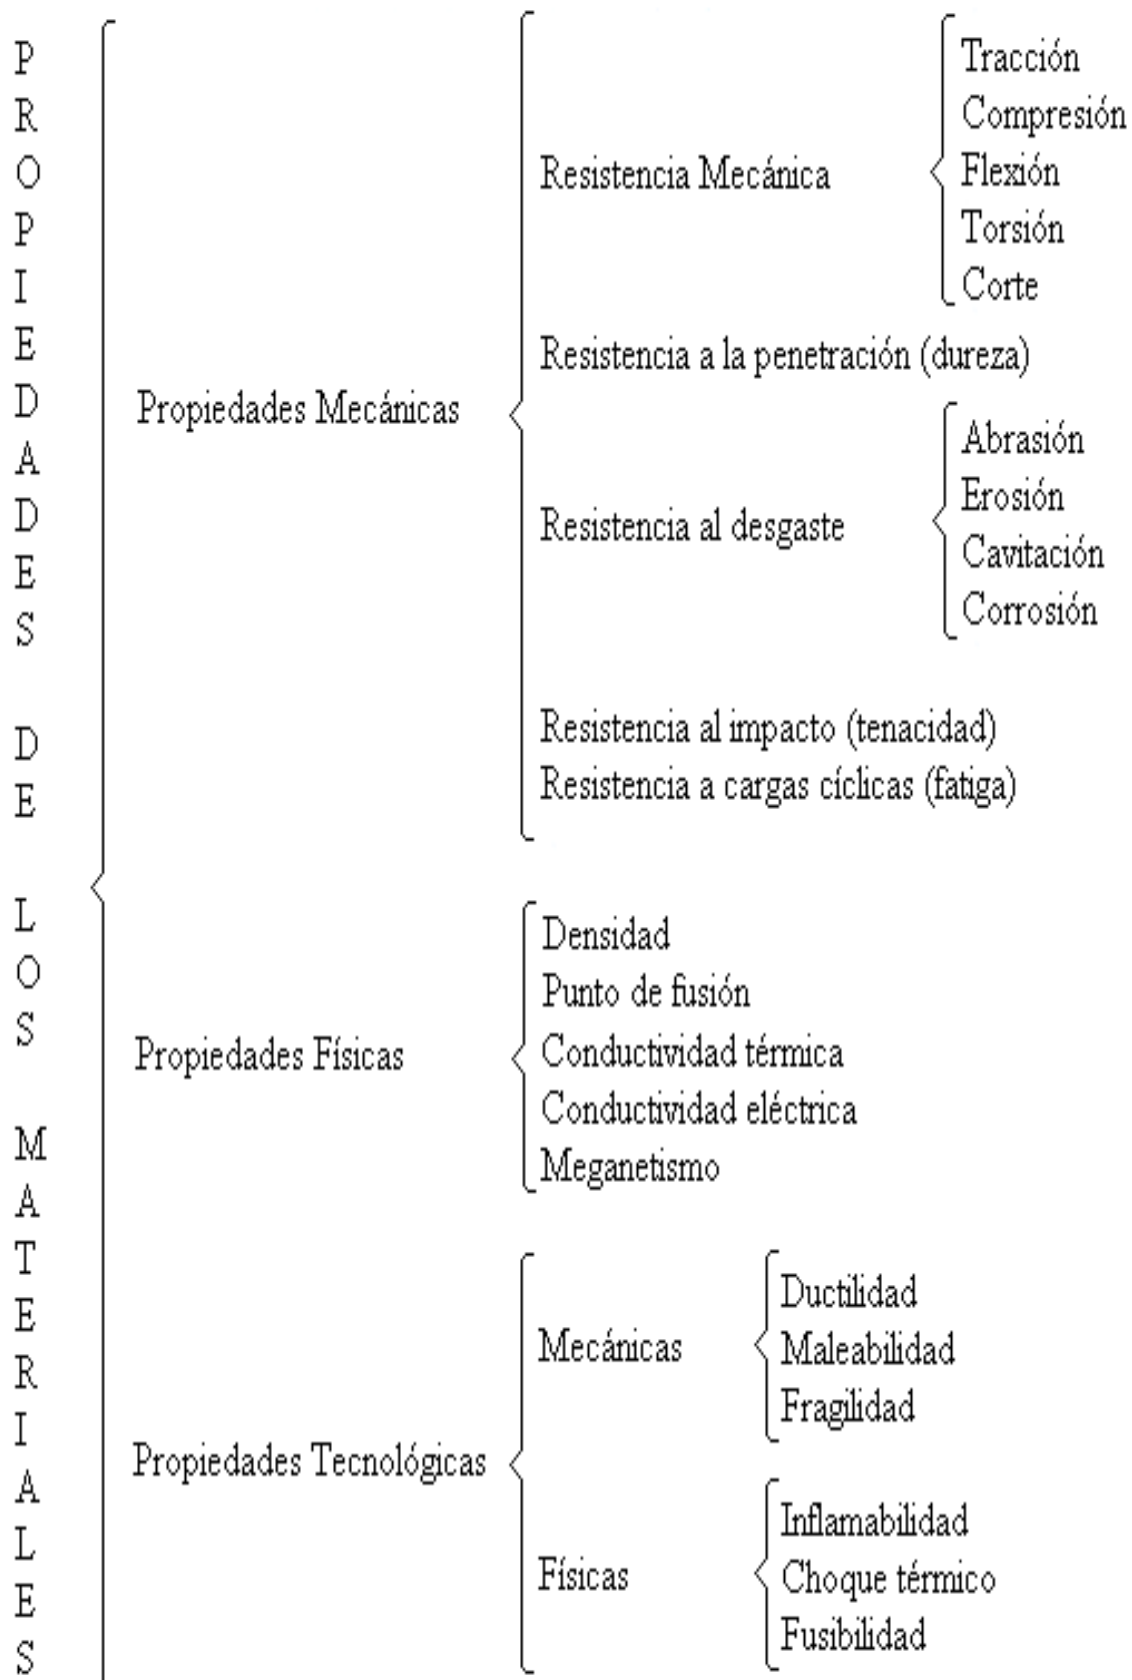 PROPIEDADES DE LOS MATERIALES
Propiedades Mecánicas
Resistencia Mecánica
Tracción
Compresión
Flexión
Torsión
Corte
Resistencia a la penetración (dureza)
Resistencia al desgaste
Abrasión
Erosión
Cavitación
Corrosión
Resistencia al impacto (tenacidad)
Resistencia a cargas cíclicas (fatiga)
Propiedades Físicas
Densidad
Punto de fusión
Conductividad térmica
Conductividad eléctrica
Meganetismo
Propiedades Tecnológicas
Mecánicas
Ductilidad
Maleabilidad
Fragilidad
Físicas
Inflamabilidad
Choque térmico
Fusibilidad